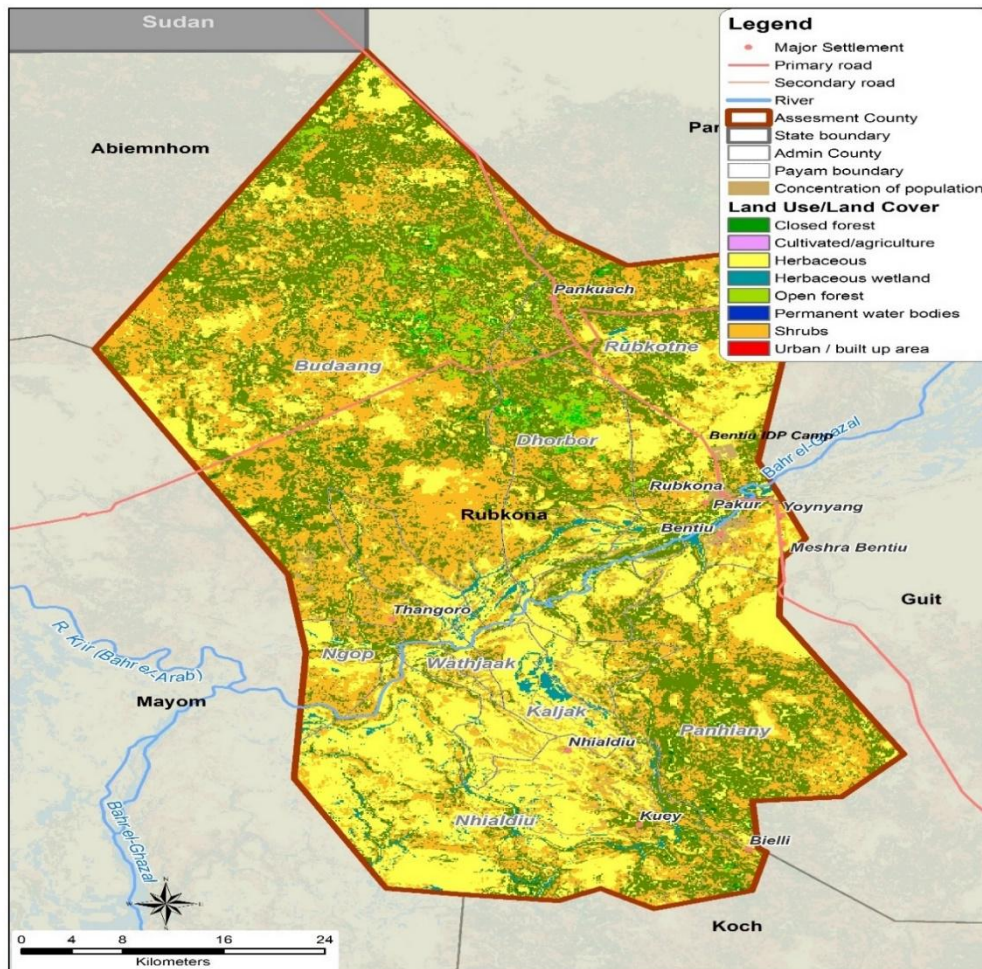 Sudan
Legend
Major Settlement
Primary road
Secondary road
River
Assesment County
State boundary
Admin County
Payam boundary
Concentration of population
Land Use/Land Cover
Closed forest
Cultivated/agriculture
Herbaceous
Herbaceous wetland
Open forest
Permanent water bodies
Shrubs
Urban / built up area
Abiemnhom
Par
Pankuach
Rubkotne
Budaang
Dhorbor
Bentiu IDP Camp
Bahr el-Ghazal
Rubkona
Pakur
Yoynyang
Rubkona
Bentiu
Meshra Bentiu
Guit
Thangoro
Ngop
Wathjaak
R. Kiir (Bahr el-Arab)
Mayom
Kaljak
Panhiany
Nhialdiu
Nhialdiu
Kuey
Bielli
Bahr el-Ghazal
Koch
N
0 4 8 16 24
Kilometers